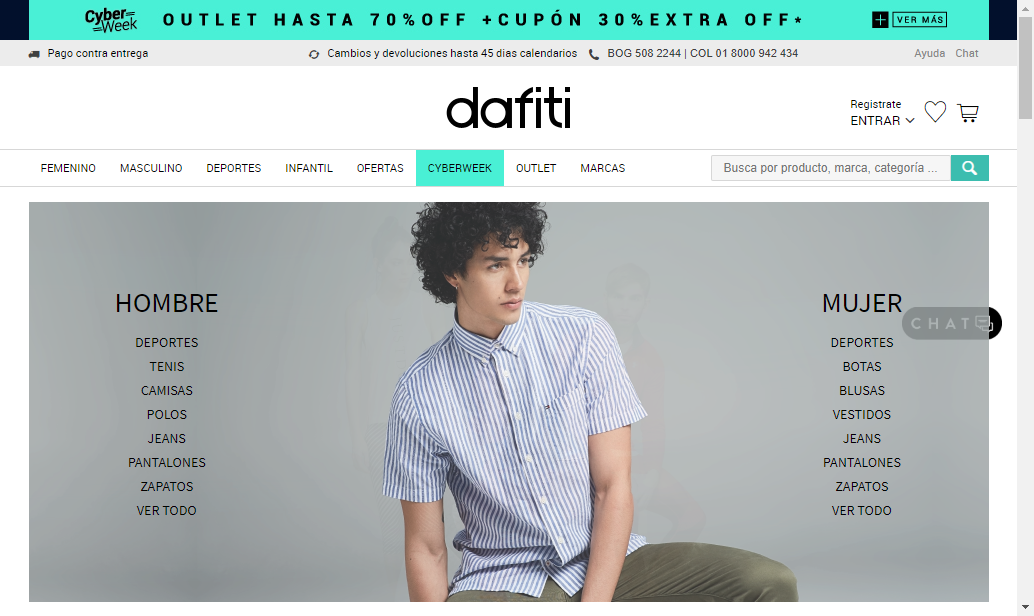 Cyber Week OUTLET HASTA 70%OFF +CUPÓN 30%EXTRA OFF* + VER MÁS
Pago contra entrega Cambios y devoluciones hasta 45 dias calendarios BOG 508 2244 | COL 01 8000 942 434 Ayuda Chat
dafiti
Registrate
ENTRAR
FEMENINO MASCULINO DEPORTES INFANTIL OFERTAS CYBERWEEK OUTLET MARCAS Busca por producto, marca, categoría ...
HOMBRE
DEPORTES
TENIS
CAMISAS
POLOS
JEANS
PANTALONES
ZAPATOS
VER TODO
MUJER
DEPORTES
BOTAS
BLUSAS
VESTIDOS
JEANS
PANTALONES
ZAPATOS
VER TODO
CHAT